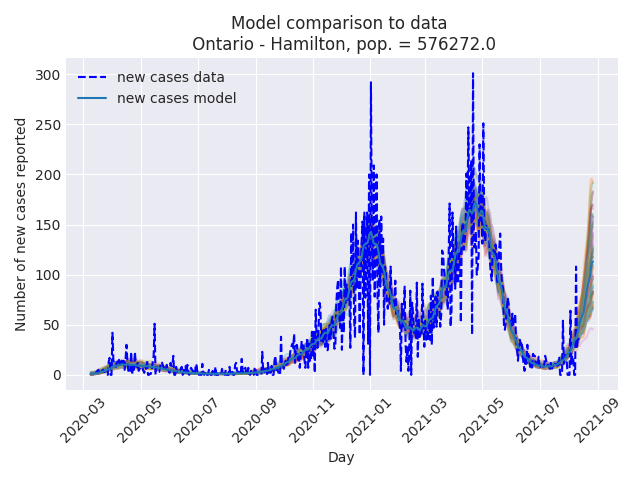 Model comparison to data
Ontario - Hamilton, pop. = 576272.0
new cases data
new cases model
Number of new cases reported
300
250
200
150
100
50
0
2020-03
2020-05
2020-07
2020-09
2020-11
2021-01
2021-03
2021-05
2021-07
2021-09
Day